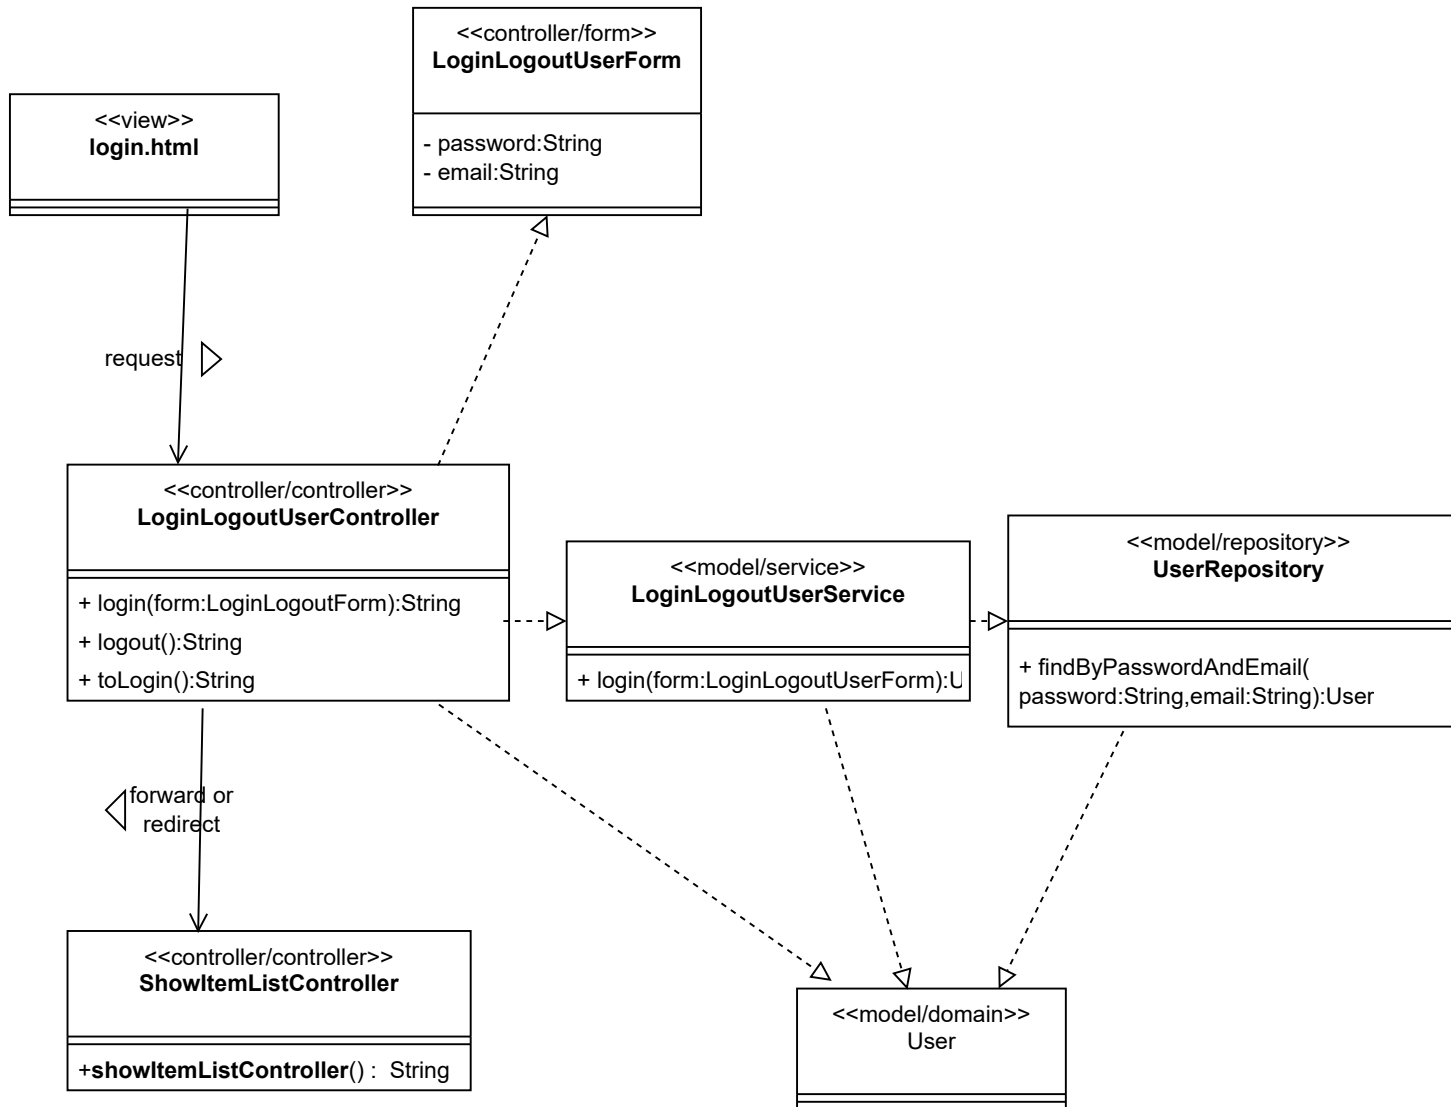 <<controller/form>>
LoginLogoutUserForm
- password:String
- email:String
<<view>>
login.html
request
<<controller/controller>>
LoginLogoutUserController
+ login(form:LoginLogoutForm):String
+ logout():String
+ toLogin():String
<<model/service>>
LoginLogoutUserService
+ login(form:LoginLogoutUserForm):U
<<model/repository>>
UserRepository
+ findByPasswordAndEmail(
password:String,email:String):User
forward or
redirect
<<controller/controller>>
ShowItemListController
+showItemListController() : String
<<model/domain>>
User